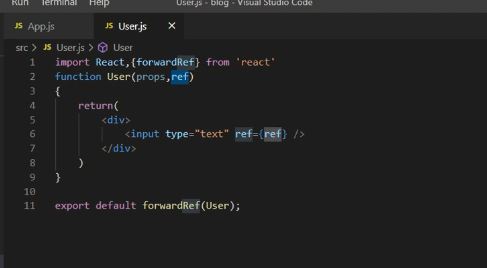 Run Terminal Help User.js - blog - Visual Studio Code
JS App.js JS User.js ×
src > JS User.js > User
1 import React,{forwardRef} from 'react'
2 function User(props,ref)
3 {
4 return(
5 <div>
6 <input type="text" ref={ref} />
7 </div>
8 )
9 }
10
11 export default forwardRef(User);